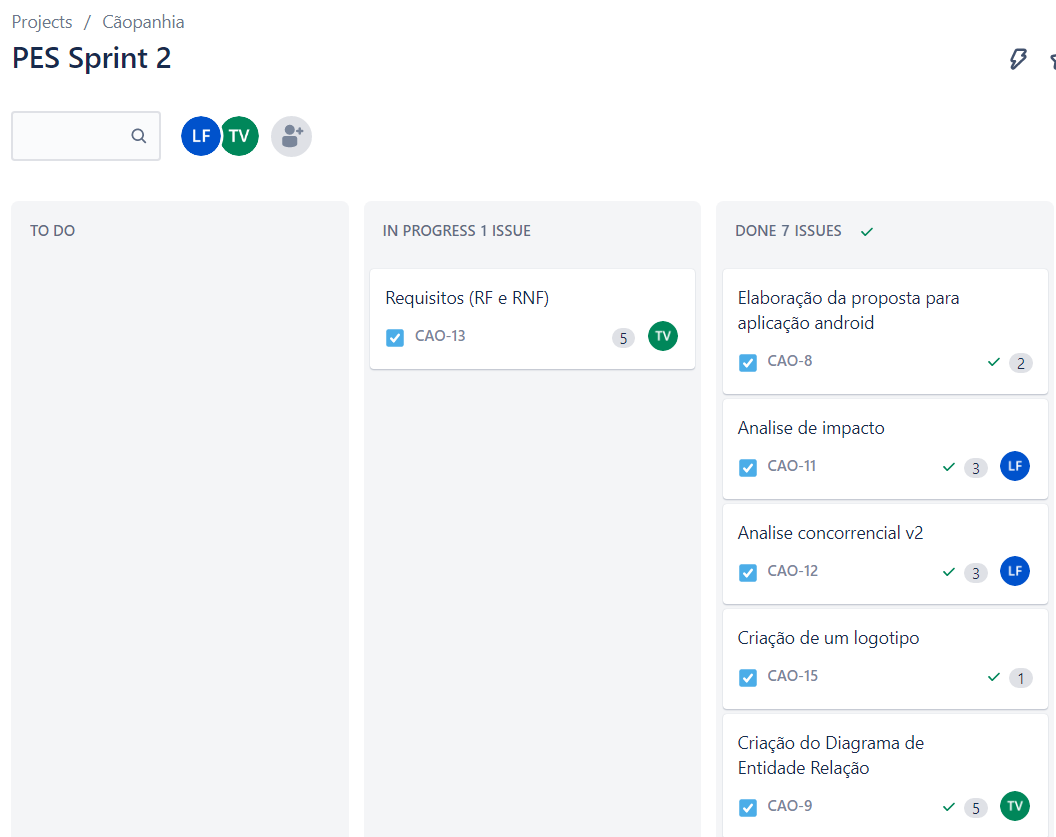 Projects / Cãopanhia
PES Sprint 2
LF TV
TO DO
IN PROGRESS 1 ISSUE
Requisitos (RF e RNF)
CAO-13 5 TV
DONE 7 ISSUES
Elaboração da proposta para
aplicação android
CAO-8 2
Analise de impacto
CAO-11 3 LF
Analise concorrencial v2
CAO-12 3 LF
Criação de um logotipo
CAO-15 1
Criação do Diagrama de
Entidade Relação
CAO-9 5 TV